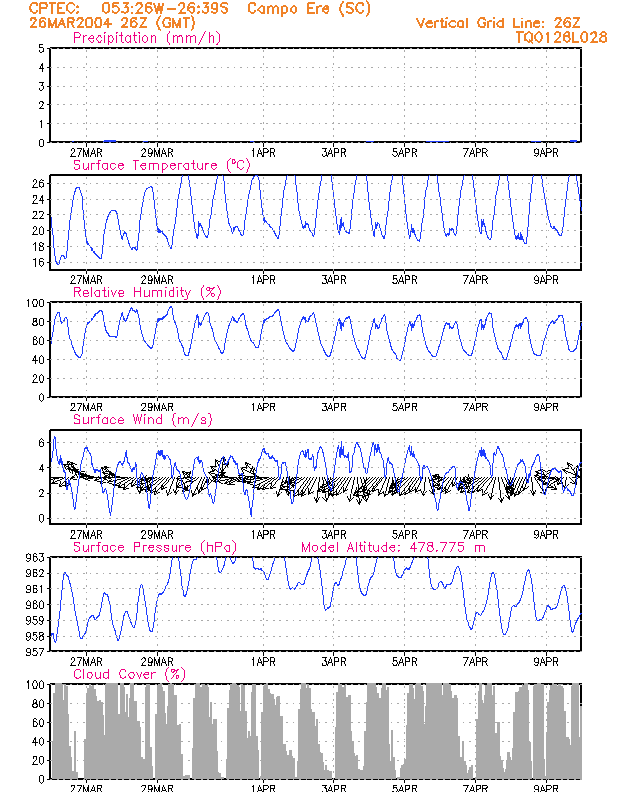 CPTEC: 053:26W-26:39S Campo Ere (SC)
26MAR2004 26Z (GMT) Vertical Grid Line: 26Z
Precipitation (mm/h) TQ0126L028
5
4
3
2
1
0
27MAR 29MAR 1APR 3APR 5APR 7APR 9APR
Surface Temperature (°C)
26
24
22
20
18
16
27MAR 29MAR 1APR 3APR 5APR 7APR 9APR
Relative Humidity (%)
100
80
60
40
20
0
27MAR 29MAR 1APR 3APR 5APR 7APR 9APR
Surface Wind (m/s)
6
4
2
0
27MAR 29MAR 1APR 3APR 5APR 7APR 9APR
Surface Pressure (hPa) Model Altitude: 478.775 m
963
962
961
960
959
958
957
27MAR 29MAR 1APR 3APR 5APR 7APR 9APR
Cloud Cover (%)
100
80
60
40
20
0
27MAR 29MAR 1APR 3APR 5APR 7APR 9APR